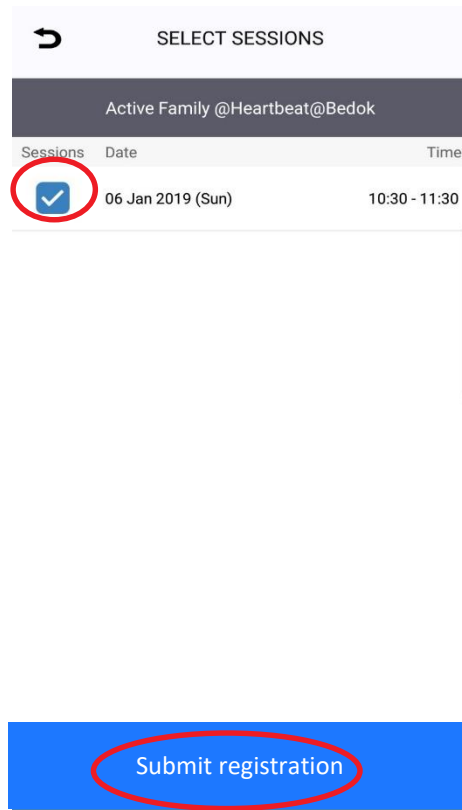 SELECT SESSIONS
Active Family @Heartbeat@Bedok
Sessions Date Time
06 Jan 2019 (Sun) 10:30 - 11:30
Submit registration